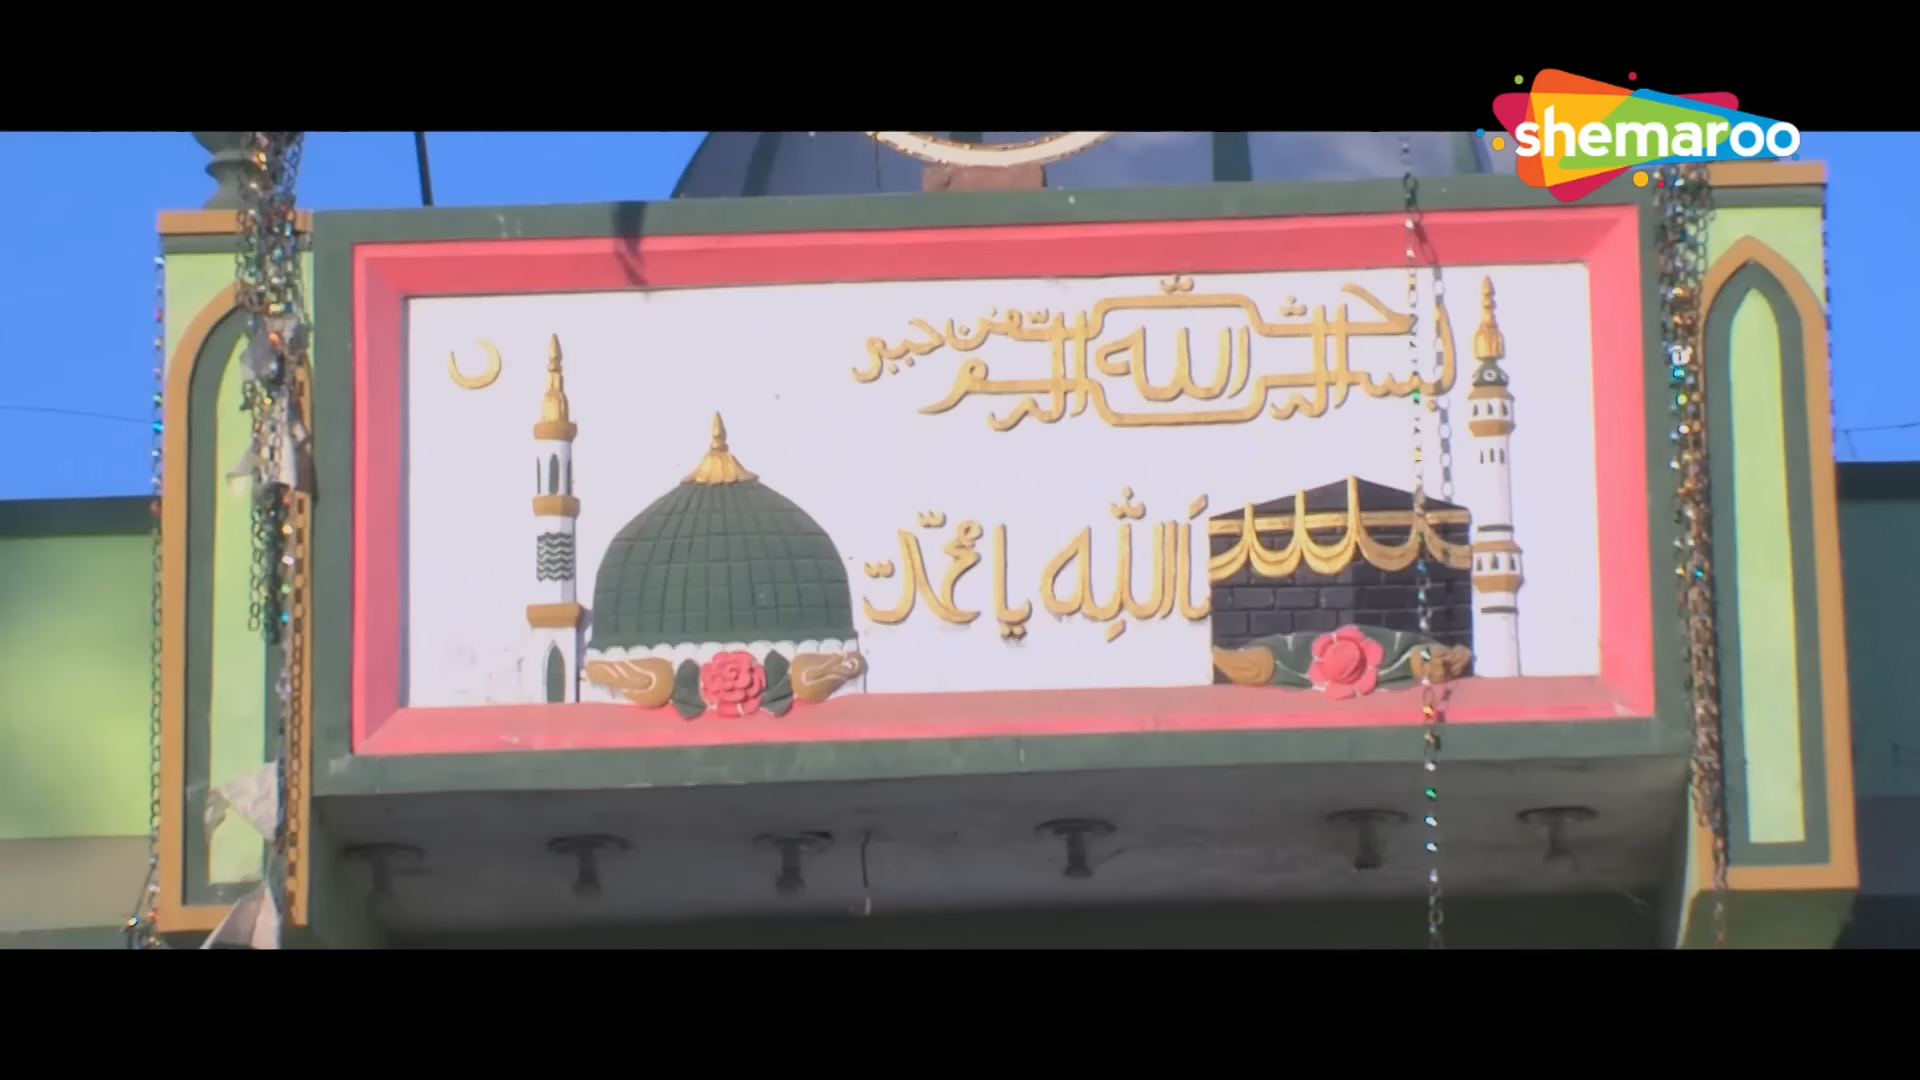 shemaroo
بسم الله الرحمن الرحيم
يا الله يا محمد